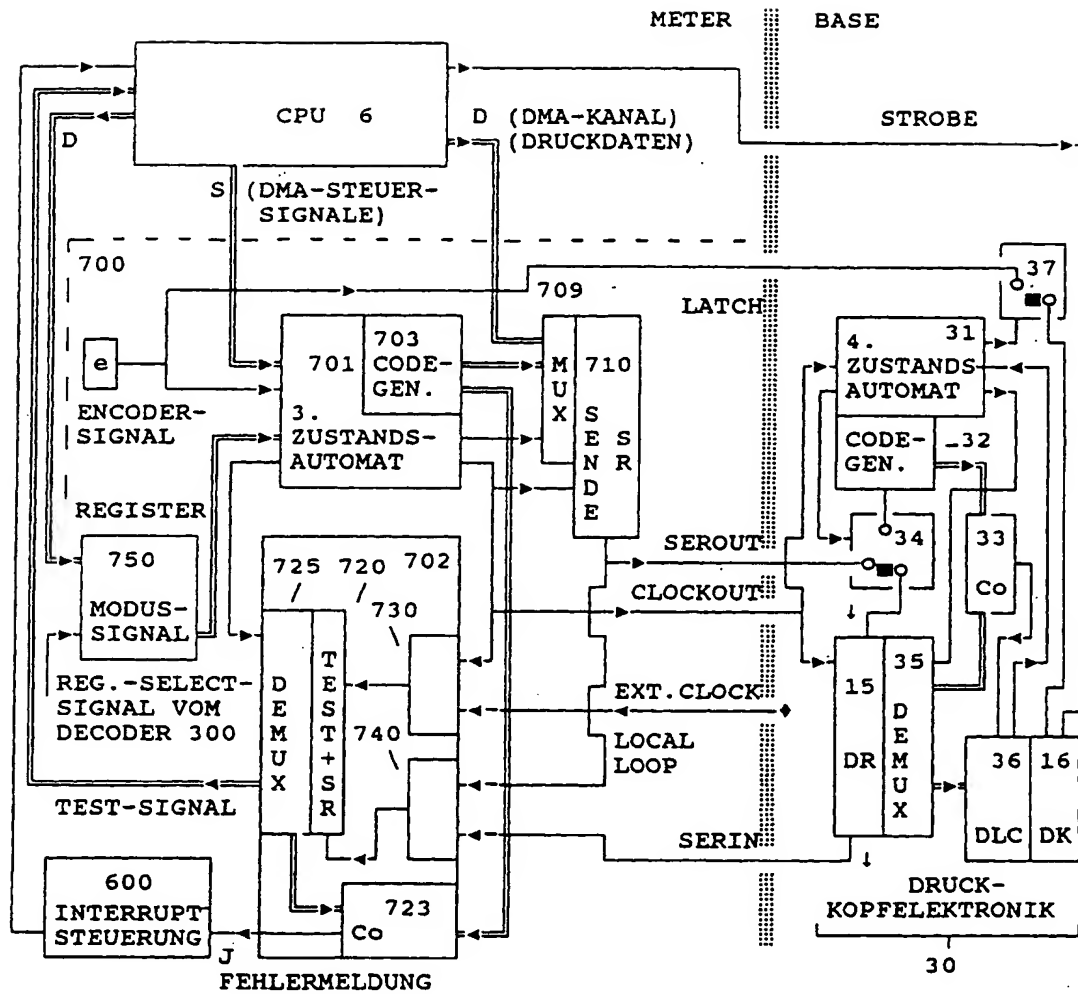 METER BASE
CPU 6
D (DMA-KANAL)
(DRUCKDATEN)
STROBE
D
S (DMA-STEUER-
SIGNALE)
700
37
709
LATCH
31
4.
ZUSTANDS
AUTOMAT
703
CODE-
GEN.
701
3.
ZUSTANDS-
AUTOMAT
MUX
710
SENDE
SR
e
ENCODER-
SIGNAL
CODE-
GEN.
32
REGISTER
750
MODUS-
SIGNAL
725 720 702
730
SEROUT
34
33
Co
CLOCKOUT
REG.-SELECT-
SIGNAL VOM
DECODER 300
DEMUX
TEST+SR
740
EXT.CLOCK
LOCAL
LOOP
15
DR
35
DEMUX
36
DLC
16
DK
TEST-SIGNAL
SERIN
600
INTERRUPT
STEUERUNG
J
723
Co
FEHLERMELDUNG
DRUCK-
KOPFELEKTRONIK
30